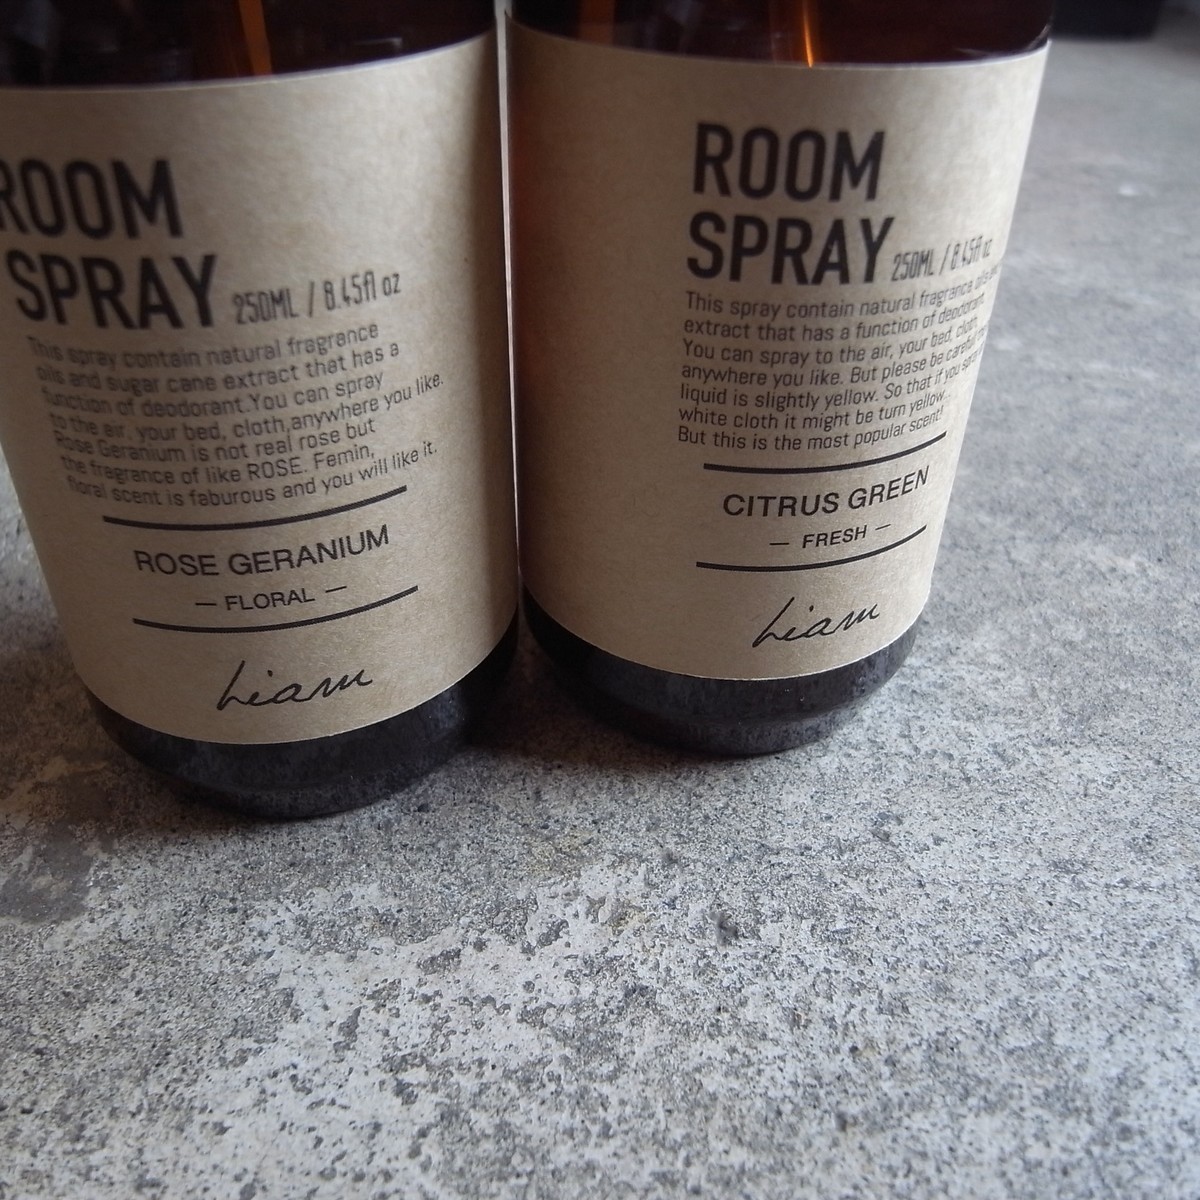 ROOM
SPRAY 250ML / 8.45fl oz
This spray contain natural fragrance
oils and sugar cane extract that has a
function of deodorant.You can spray
to the air, your bed, cloth,anywhere you like.
Rose Geranium is not real rose but
the fragrance of like ROSE. Femin,
floral scent is faburous and you will like it.
ROSE GERANIUM
— FLORAL —
Liam
ROOM
SPRAY 250ML / 8.45fl oz
This spray contain natural fragrance oils
extract that has a function of deodorant.
You can spray to the air, your bed, cloth,
anywhere you like. But please be careful
liquid is slightly yellow. So that if you spray
white cloth it might be turn yellow..
But this is the most popular scent!
CITRUS GREEN
— FRESH —
Liam